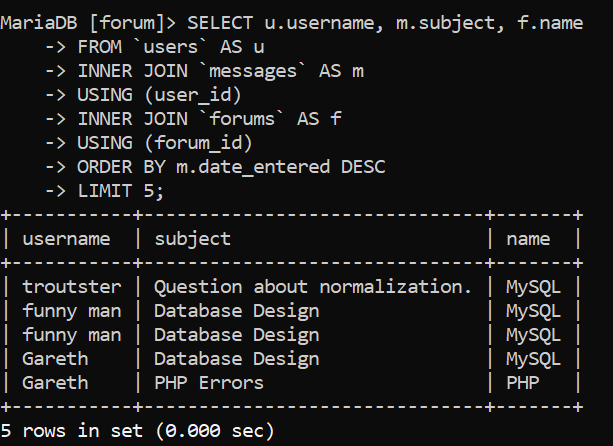 MariaDB [forum]> SELECT u.username, m.subject, f.name
    -> FROM `users` AS u
    -> INNER JOIN `messages` AS m
    -> USING (user_id)
    -> INNER JOIN `forums` AS f
    -> USING (forum_id)
    -> ORDER BY m.date_entered DESC
    -> LIMIT 5;
+-----------+-------------------------------+-------+
| username  | subject                       | name  |
+-----------+-------------------------------+-------+
| troutster | Question about normalization. | MySQL |
| funny man | Database Design               | MySQL |
| funny man | Database Design               | MySQL |
| Gareth    | Database Design               | MySQL |
| Gareth    | PHP Errors                    | PHP   |
+-----------+-------------------------------+-------+
5 rows in set (0.000 sec)